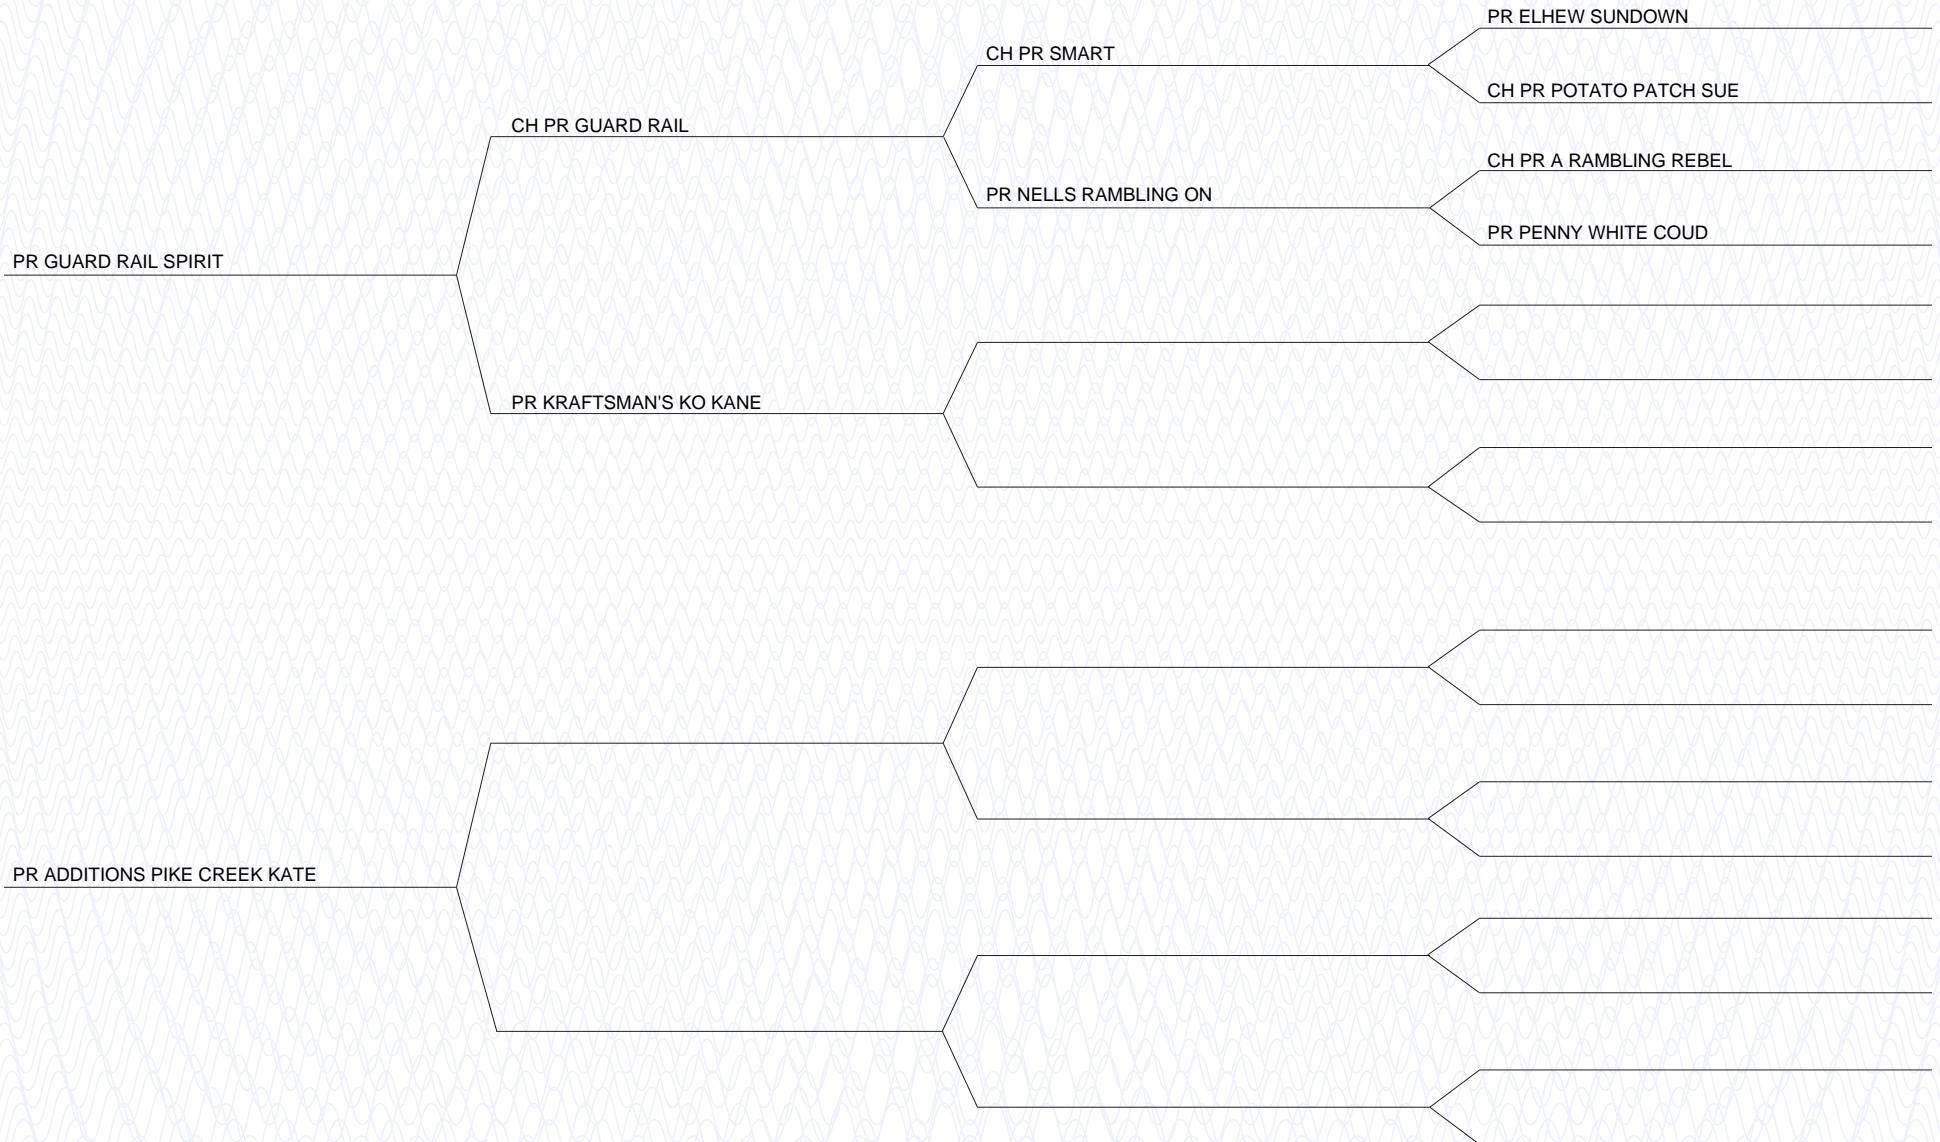 PR ELHEW SUNDOWN
CH PR SMART
CH PR POTATO PATCH SUE
CH PR GUARD RAIL
CH PR A RAMBLING REBEL
PR NELLS RAMBLING ON
PR PENNY WHITE COUD
PR GUARD RAIL SPIRIT
PR KRAFTSMAN'S KO KANE
PR ADDITIONS PIKE CREEK KATE